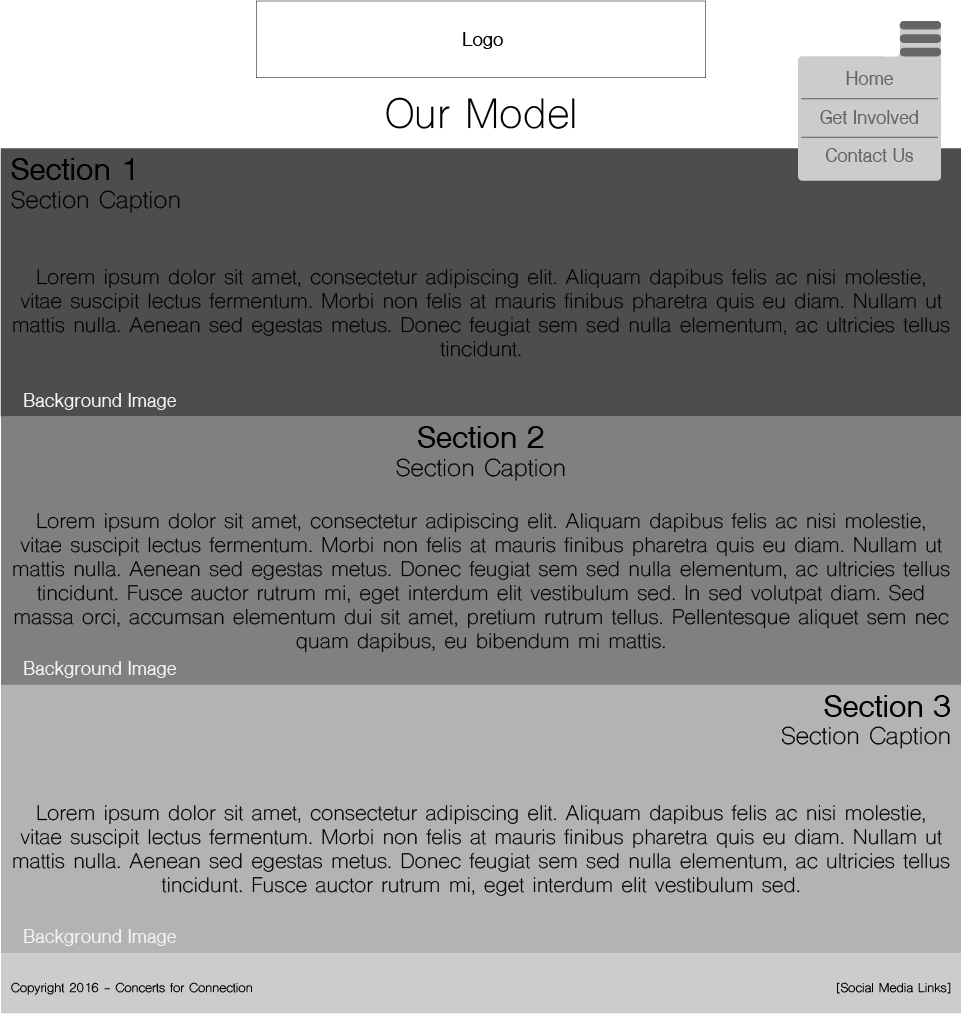 Logo
Home
Get Involved
Contact Us
Our Model
Section 1
Section Caption
Lorem ipsum dolor sit amet, consectetur adipiscing elit. Aliquam dapibus felis ac nisi molestie,
vitae suscipit lectus fermentum. Morbi non felis at mauris finibus pharetra quis eu diam. Nullam ut
mattis nulla. Aenean sed egestas metus. Donec feugiat sem sed nulla elementum, ac ultricies tellus
tincidunt.
Background Image
Section 2
Section Caption
Lorem ipsum dolor sit amet, consectetur adipiscing elit. Aliquam dapibus felis ac nisi molestie,
vitae suscipit lectus fermentum. Morbi non felis at mauris finibus pharetra quis eu diam. Nullam ut
mattis nulla. Aenean sed egestas metus. Donec feugiat sem sed nulla elementum, ac ultricies tellus
tincidunt. Fusce auctor rutrum mi, eget interdum elit vestibulum sed. In sed volutpat diam. Sed
massa orci, accumsan elementum dui sit amet, pretium rutrum tellus. Pellentesque aliquet sem nec
quam dapibus, eu bibendum mi mattis.
Background Image
Section 3
Section Caption
Lorem ipsum dolor sit amet, consectetur adipiscing elit. Aliquam dapibus felis ac nisi molestie,
vitae suscipit lectus fermentum. Morbi non felis at mauris finibus pharetra quis eu diam. Nullam ut
mattis nulla. Aenean sed egestas metus. Donec feugiat sem sed nulla elementum, ac ultricies tellus
tincidunt. Fusce auctor rutrum mi, eget interdum elit vestibulum sed.
Background Image
Copyright 2016 - Concerts for Connection
[Social Media Links]